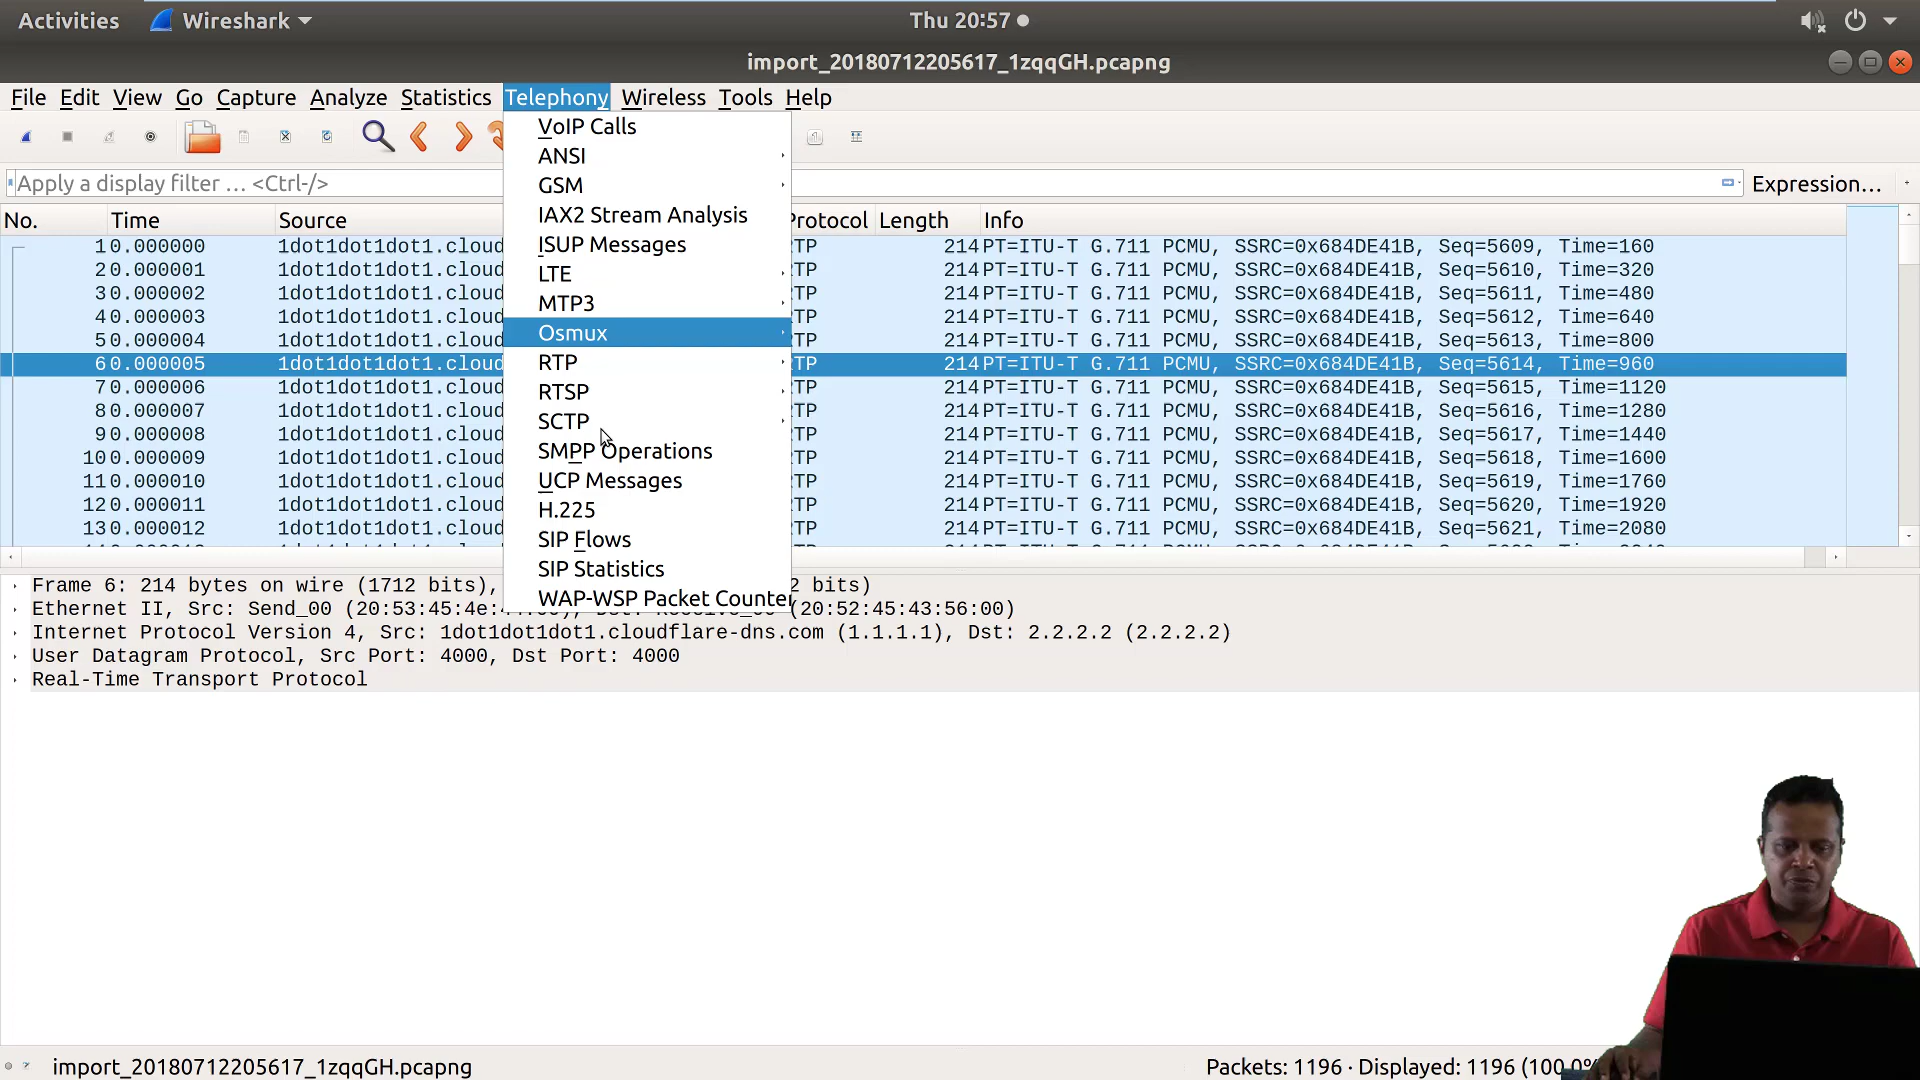 Activities Wireshark Thu 20:57
import_20180712205617_1zqqGH.pcapng
File Edit View Go Capture Analyze Statistics Telephony Wireless Tools Help
Apply a display filter … <Ctrl-/> Expression…
No. Time Source Protocol Length Info
1 0.000000 1dot1dot1dot1.cloud RTP 214 PT=ITU-T G.711 PCMU, SSRC=0x684DE41B, Seq=5609, Time=160
2 0.000001 1dot1dot1dot1.cloud RTP 214 PT=ITU-T G.711 PCMU, SSRC=0x684DE41B, Seq=5610, Time=320
3 0.000002 1dot1dot1dot1.cloud RTP 214 PT=ITU-T G.711 PCMU, SSRC=0x684DE41B, Seq=5611, Time=480
4 0.000003 1dot1dot1dot1.cloud RTP 214 PT=ITU-T G.711 PCMU, SSRC=0x684DE41B, Seq=5612, Time=640
5 0.000004 1dot1dot1dot1.cloud RTP 214 PT=ITU-T G.711 PCMU, SSRC=0x684DE41B, Seq=5613, Time=800
6 0.000005 1dot1dot1dot1.cloud RTP 214 PT=ITU-T G.711 PCMU, SSRC=0x684DE41B, Seq=5614, Time=960
7 0.000006 1dot1dot1dot1.cloud RTP 214 PT=ITU-T G.711 PCMU, SSRC=0x684DE41B, Seq=5615, Time=1120
8 0.000007 1dot1dot1dot1.cloud RTP 214 PT=ITU-T G.711 PCMU, SSRC=0x684DE41B, Seq=5616, Time=1280
9 0.000008 1dot1dot1dot1.cloud RTP 214 PT=ITU-T G.711 PCMU, SSRC=0x684DE41B, Seq=5617, Time=1440
10 0.000009 1dot1dot1dot1.cloud RTP 214 PT=ITU-T G.711 PCMU, SSRC=0x684DE41B, Seq=5618, Time=1600
11 0.000010 1dot1dot1dot1.cloud RTP 214 PT=ITU-T G.711 PCMU, SSRC=0x684DE41B, Seq=5619, Time=1760
12 0.000011 1dot1dot1dot1.cloud RTP 214 PT=ITU-T G.711 PCMU, SSRC=0x684DE41B, Seq=5620, Time=1920
13 0.000012 1dot1dot1dot1.cloud RTP 214 PT=ITU-T G.711 PCMU, SSRC=0x684DE41B, Seq=5621, Time=2080
VoIP Calls
ANSI
GSM
IAX2 Stream Analysis
ISUP Messages
LTE
MTP3
Osmux
RTP
RTSP
SCTP
SMPP Operations
UCP Messages
H.225
SIP Flows
SIP Statistics
WAP-WSP Packet Counter
Frame 6: 214 bytes on wire (1712 bits), 2 bits)
Ethernet II, Src: Send_00 (20:53:45:4e (20:52:45:43:56:00)
Internet Protocol Version 4, Src: 1dot1dot1dot1.cloudflare-dns.com (1.1.1.1), Dst: 2.2.2.2 (2.2.2.2)
User Datagram Protocol, Src Port: 4000, Dst Port: 4000
Real-Time Transport Protocol
import_20180712205617_1zqqGH.pcapng Packets: 1196 · Displayed: 1196 (100.0%